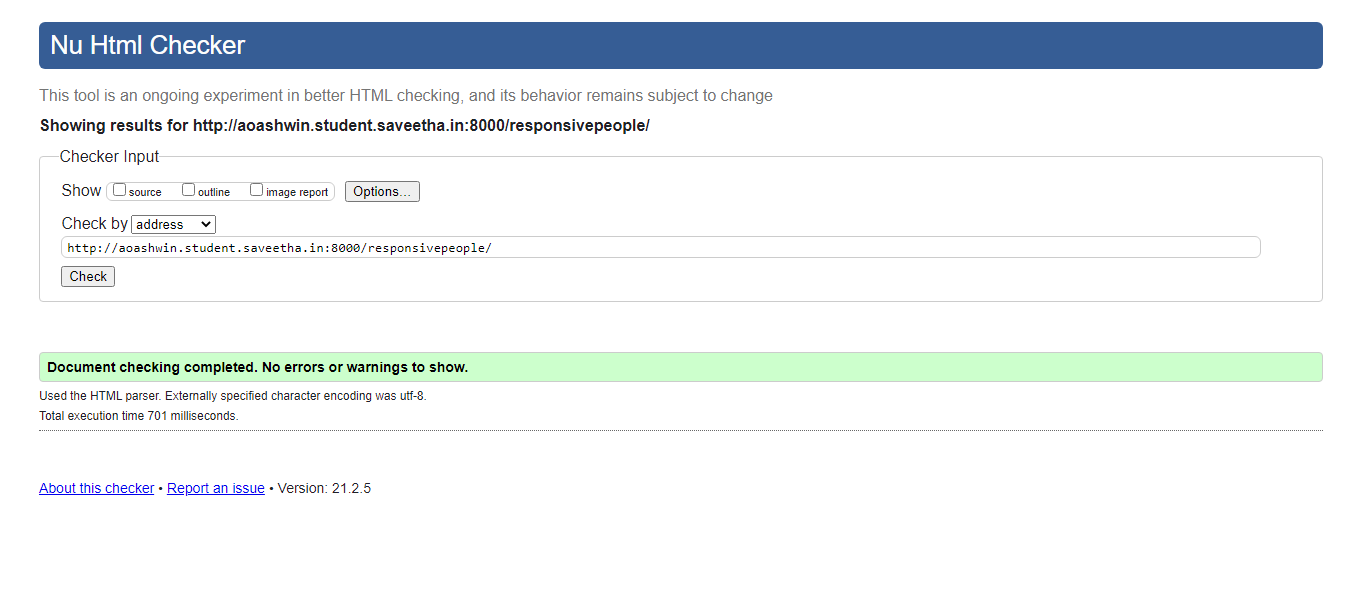 Nu Html Checker
This tool is an ongoing experiment in better HTML checking, and its behavior remains subject to change
Showing results for http://aoashwin.student.saveetha.in:8000/responsivepeople/
Checker Input
Show source outline image report Options...
Check by address
http://aoashwin.student.saveetha.in:8000/responsivepeople/
Check
Document checking completed. No errors or warnings to show.
Used the HTML parser. Externally specified character encoding was utf-8.
Total execution time 701 milliseconds.
About this checker • Report an issue • Version: 21.2.5